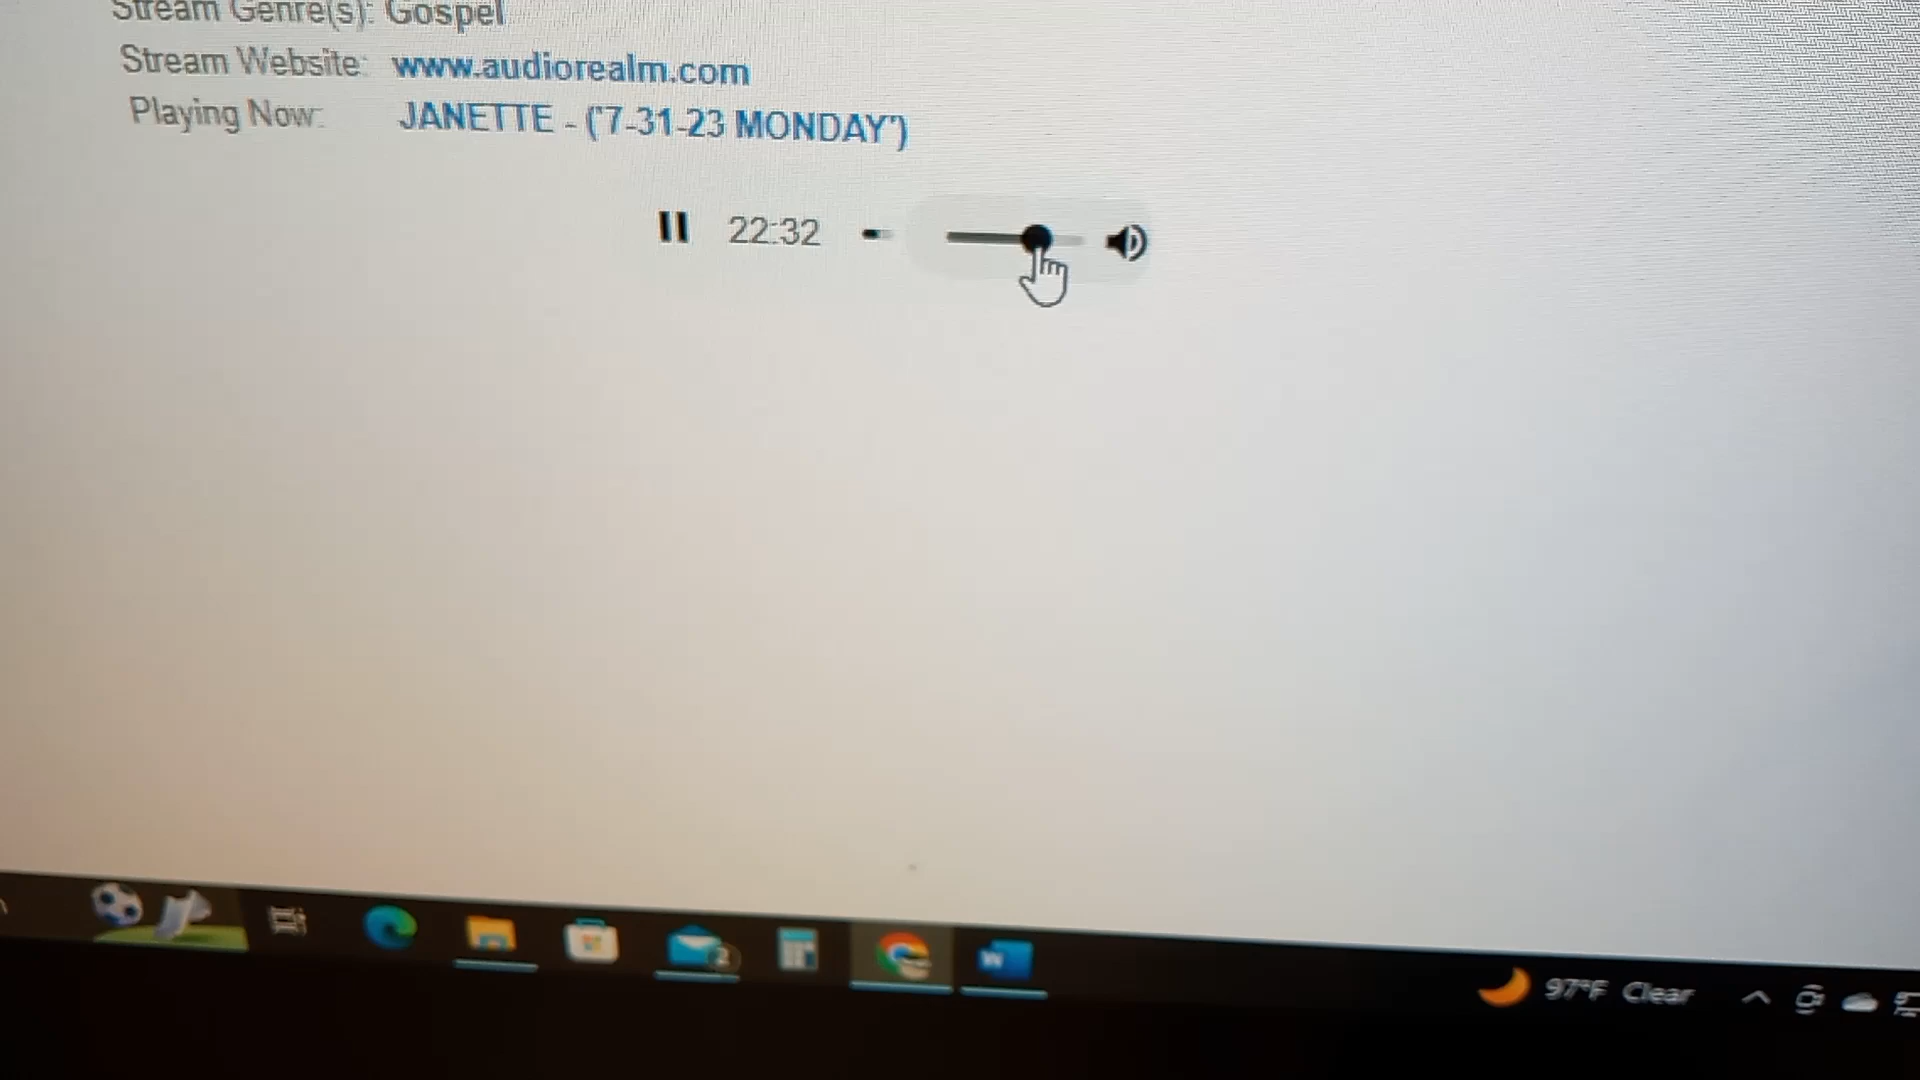 Stream Genre(s): Gospel
Stream Website: www.audiorealm.com
Playing Now: JANETTE - ('7-31-23 MONDAY')
22:32
2
W
97°F Clear